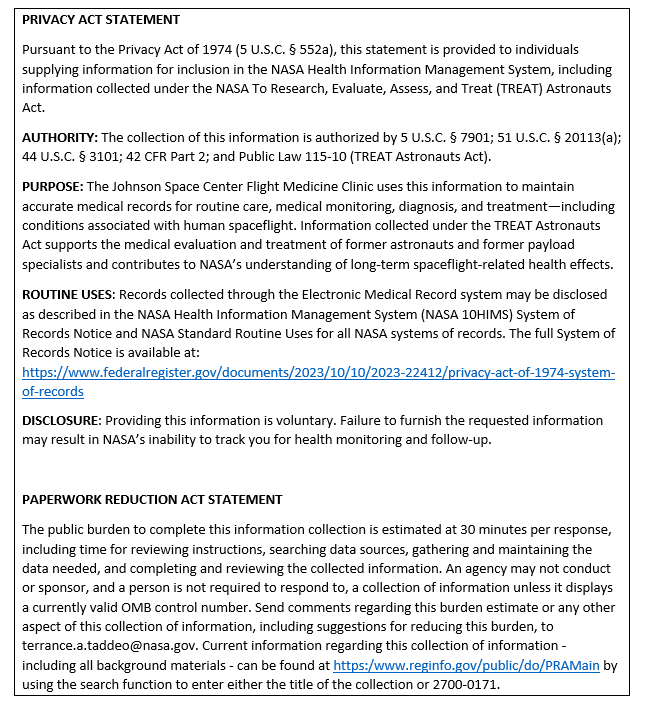 PRIVACY ACT STATEMENT
Pursuant to the Privacy Act of 1974 (5 U.S.C. § 552a), this statement is provided to individuals
supplying information for inclusion in the NASA Health Information Management System, including
information collected under the NASA To Research, Evaluate, Assess, and Treat (TREAT) Astronauts
Act.
AUTHORITY: The collection of this information is authorized by 5 U.S.C. § 7901; 51 U.S.C. § 20113(a);
44 U.S.C. § 3101; 42 CFR Part 2; and Public Law 115-10 (TREAT Astronauts Act).
PURPOSE: The Johnson Space Center Flight Medicine Clinic uses this information to maintain
accurate medical records for routine care, medical monitoring, diagnosis, and treatment—including
conditions associated with human spaceflight. Information collected under the TREAT Astronauts
Act supports the medical evaluation and treatment of former astronauts and former payload
specialists and contributes to NASA's understanding of long-term spaceflight-related health effects.
ROUTINE USES: Records collected through the Electronic Medical Record system may be disclosed
as described in the NASA Health Information Management System (NASA 10HIMS) System of
Records Notice and NASA Standard Routine Uses for all NASA systems of records. The full System of
Records Notice is available at:
https://www.federalregister.gov/documents/2023/10/10/2023-22412/privacy-act-of-1974-system-
of-records
DISCLOSURE: Providing this information is voluntary. Failure to furnish the requested information
may result in NASA's inability to track you for health monitoring and follow-up.
PAPERWORK REDUCTION ACT STATEMENT
The public burden to complete this information collection is estimated at 30 minutes per response,
including time for reviewing instructions, searching data sources, gathering and maintaining the
data needed, and completing and reviewing the collected information. An agency may not conduct
or sponsor, and a person is not required to respond to, a collection of information unless it displays
a currently valid OMB control number. Send comments regarding this burden estimate or any other
aspect of this collection of information, including suggestions for reducing this burden, to
terrance.a.taddeo@nasa.gov. Current information regarding this collection of information -
including all background materials - can be found at https:/www.reginfo.gov/public/do/PRAMain by
using the search function to enter either the title of the collection or 2700-0171.